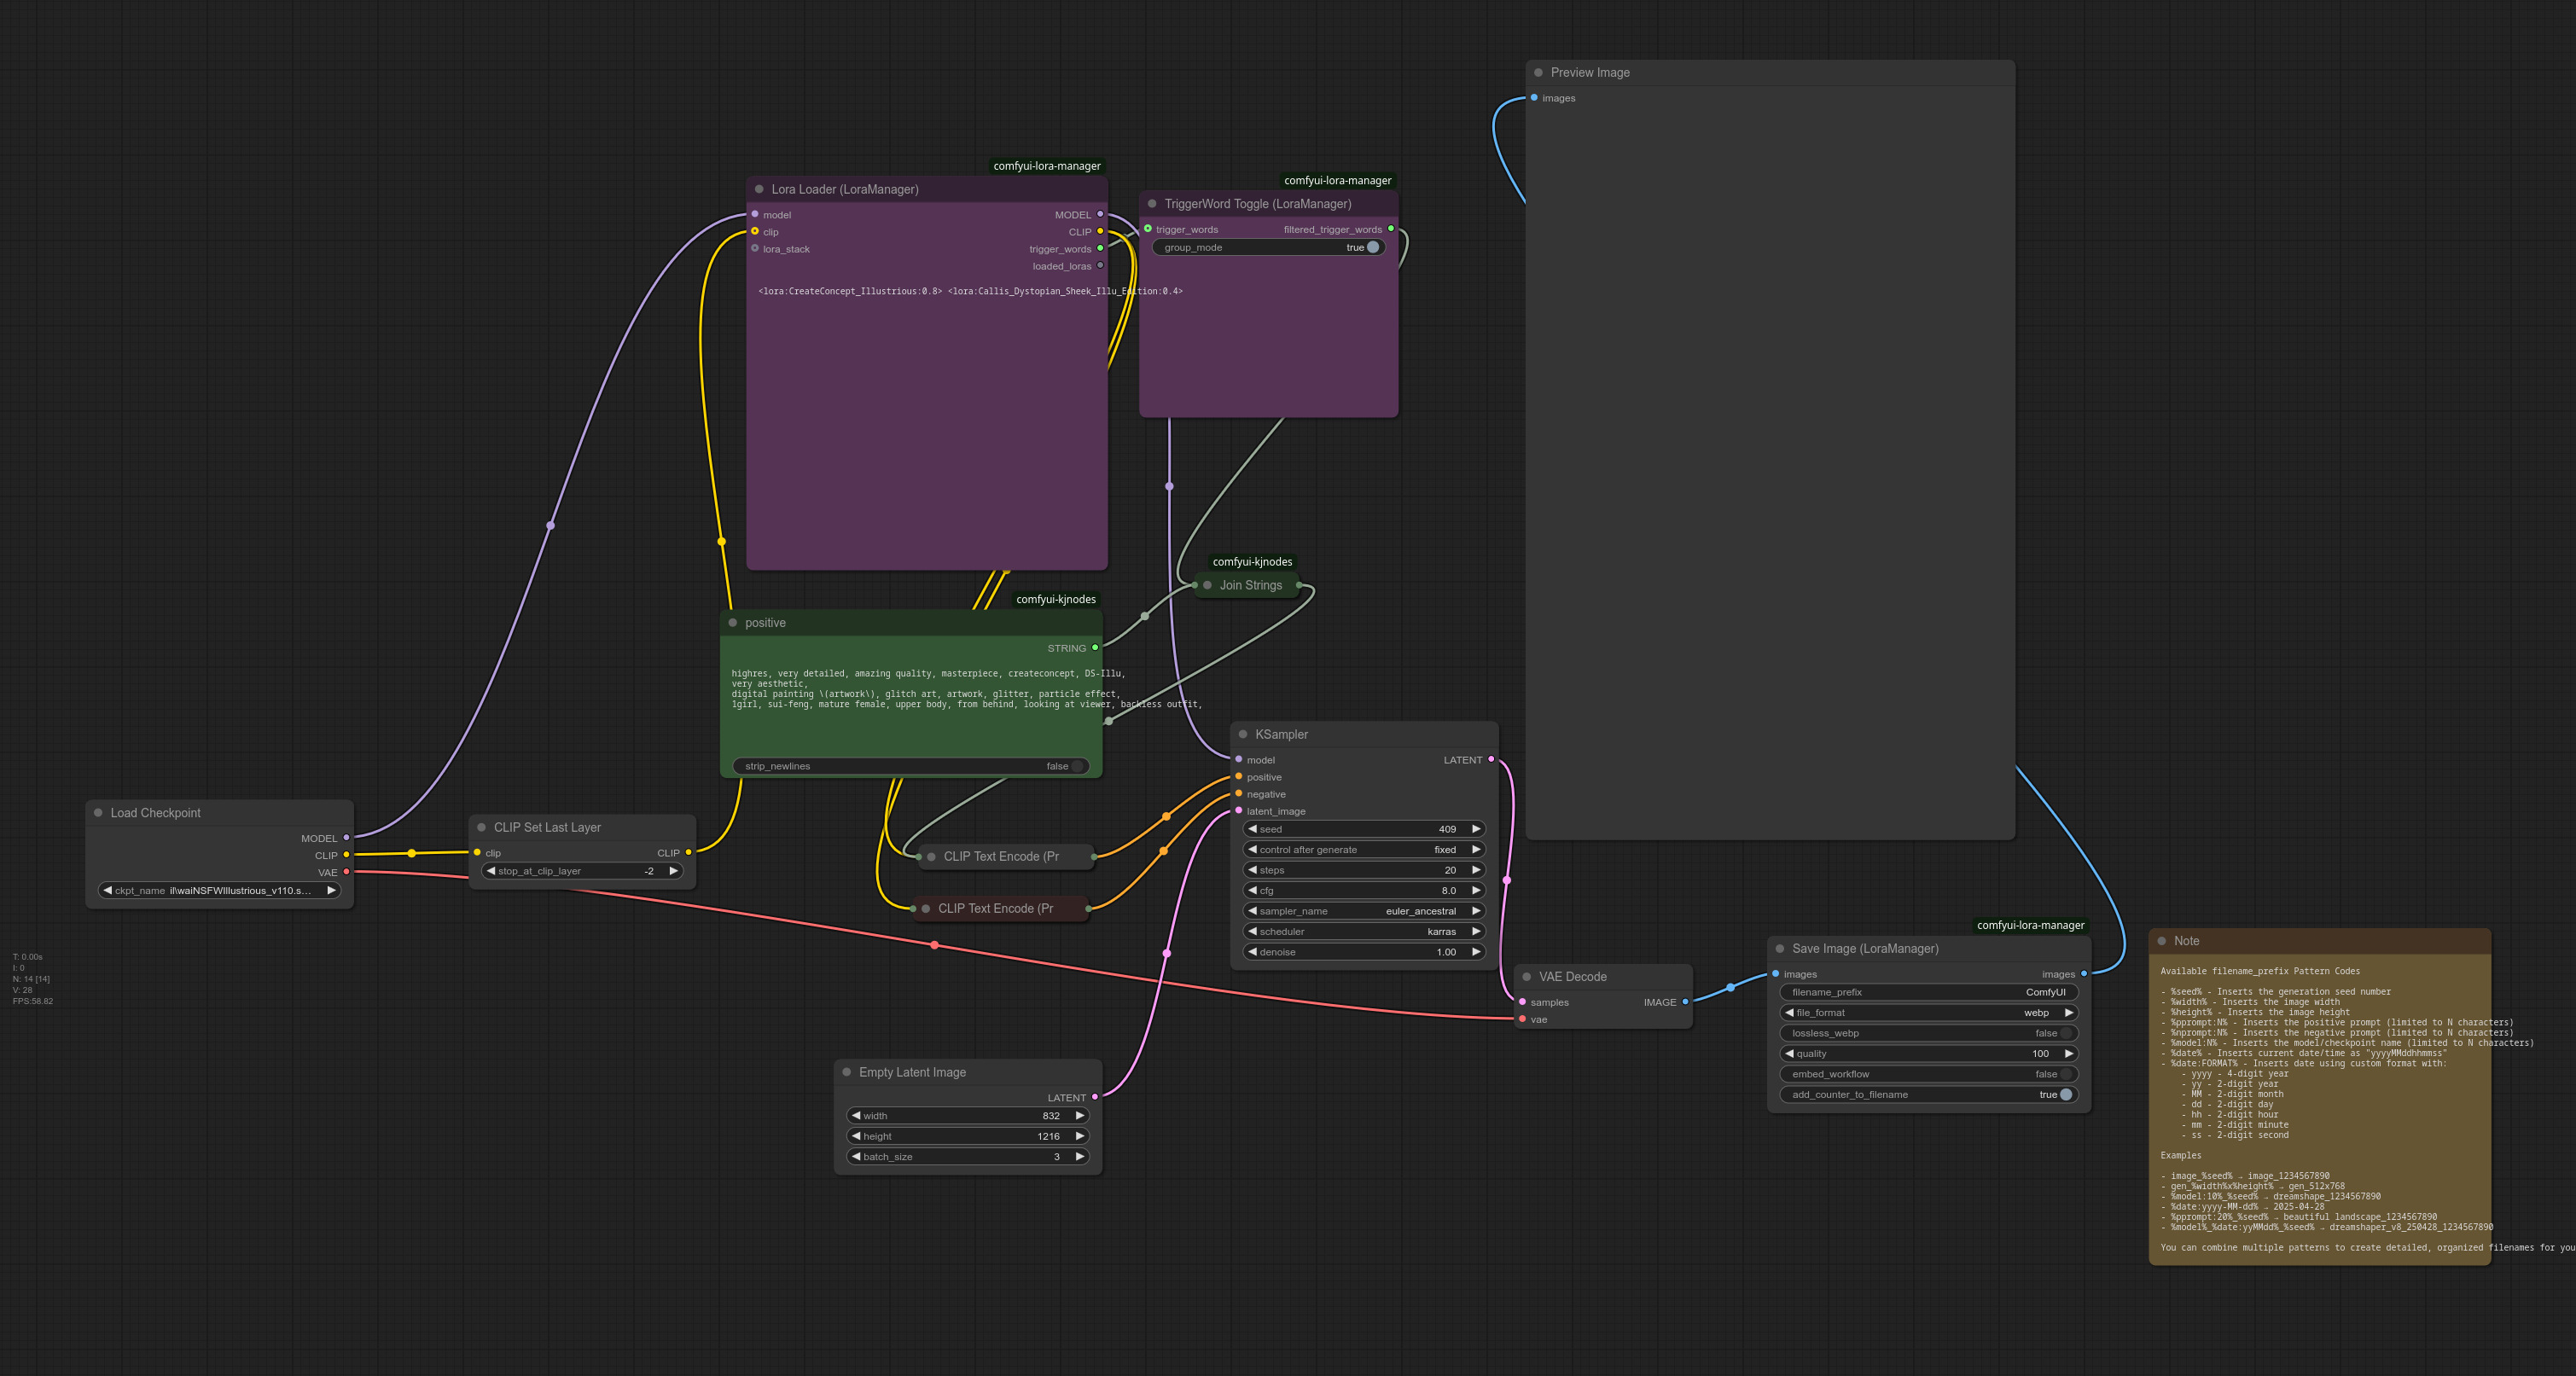 Preview Image
images
comfyui-lora-manager
Lora Loader (LoraManager)
model
MODEL
clip
CLIP
lora_stack
trigger_words
loaded_loras
<lora:CreateConcept_Illustrious:0.8> <lora:Callis_Dystopian_Sheek_Illu_Edition:0.4>
comfyui-lora-manager
TriggerWord Toggle (LoraManager)
trigger_words
filtered_trigger_words
group_mode
true
comfyui-kjnodes
Join Strings
comfyui-kjnodes
positive
STRING
highres, very detailed, amazing quality, masterpiece, createconcept, DS-Illu,
very aesthetic,
digital painting \(artwork\), glitch art, artwork, glitter, particle effect,
1girl, sui-feng, mature female, upper body, from behind, looking at viewer, backless outfit,
strip_newlines
false
Load Checkpoint
MODEL
CLIP
VAE
ckpt_name il\waiNSFWIllustrious_v110.s...
CLIP Set Last Layer
clip
CLIP
stop_at_clip_layer
-2
CLIP Text Encode (Pr
CLIP Text Encode (Pr
KSampler
model
LATENT
positive
negative
latent_image
seed
409
control after generate
fixed
steps
20
cfg
8.0
sampler_name
euler_ancestral
scheduler
karras
denoise
1.00
T: 0.00s
I: 0
N: 14 [14]
V: 28
FPS:58.82
Empty Latent Image
LATENT
width
832
height
1216
batch_size
3
VAE Decode
samples
IMAGE
vae
comfyui-lora-manager
Save Image (LoraManager)
images
images
filename_prefix
ComfyUI
file_format
webp
lossless_webp
false
quality
100
embed_workflow
false
add_counter_to_filename
true
Note
Available filename_prefix Pattern Codes
- %seed% - Inserts the generation seed number
- %width% - Inserts the image width
- %height% - Inserts the image height
- %pprompt:N% - Inserts the positive prompt (limited to N characters)
- %nprompt:N% - Inserts the negative prompt (limited to N characters)
- %model:N% - Inserts the model/checkpoint name (limited to N characters)
- %date% - Inserts current date/time as "yyyyMMddhhmmss"
- %date:FORMAT% - Inserts date using custom format with:
- yyyy - 4-digit year
- yy - 2-digit year
- MM - 2-digit month
- dd - 2-digit day
- hh - 2-digit hour
- mm - 2-digit minute
- ss - 2-digit second
Examples
- image_%seed% → image_1234567890
- gen_%width%x%height% → gen_512x768
- %model:10%_%seed% → dreamshape_1234567890
- %date:yyyy-MM-dd% → 2025-04-28
- %pprompt:20%_%seed% → beautiful landscape_1234567890
- %model%_%date:yyMMdd%_%seed% → dreamshaper_v8_250428_1234567890
You can combine multiple patterns to create detailed, organized filenames for you